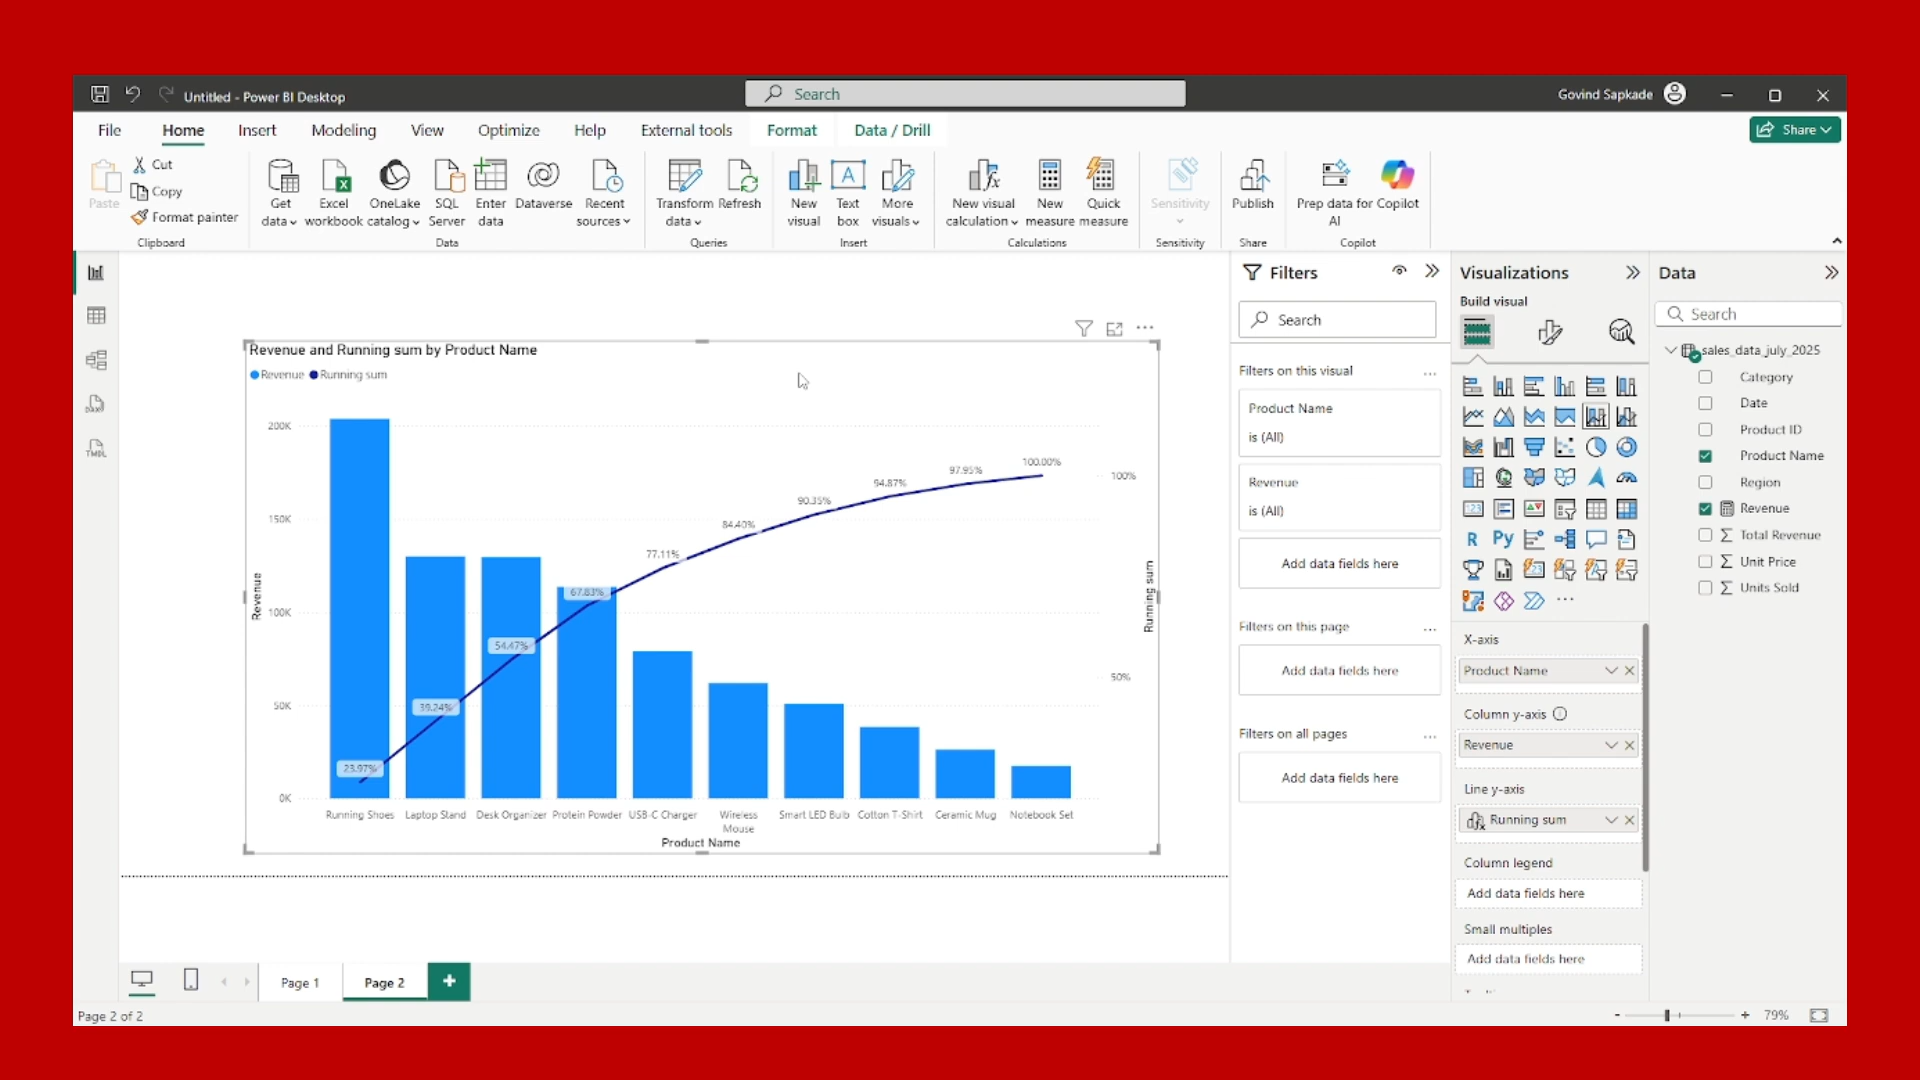 Untitled - Power BI Desktop
Search
Govind Sapkade
File
Home
Insert
Modeling
View
Optimize
Help
External tools
Format
Data / Drill
Share
Paste
Cut
Copy
Format painter
Clipboard
Get data
Excel workbook
OneLake catalog
SQL Server
Enter data
Dataverse
Recent sources
Data
Transform data
Refresh
Queries
New visual
Text box
More visuals
Insert
New visual calculation
New measure
Quick measure
Calculations
Sensitivity
Sensitivity
Publish
Share
Prep data for AI
Copilot
Copilot
TMDL
Revenue and Running sum by Product Name
Revenue
Running sum
200K
150K
100K
50K
0K
Revenue
23.97%
39.24%
54.47%
67.83%
77.11%
84.40%
90.35%
94.87%
97.95%
100.00%
100%
50%
Running sum
Running Shoes
Laptop Stand
Desk Organizer
Protein Powder
USB-C Charger
Wireless
Mouse
Smart LED Bulb
Cotton T-Shirt
Ceramic Mug
Notebook Set
Product Name
Filters
Search
Filters on this visual
Product Name
is (All)
Revenue
is (All)
Add data fields here
Filters on this page
Add data fields here
Filters on all pages
Add data fields here
Visualizations
Build visual
R
Py
123
X-axis
Product Name
Column y-axis
Revenue
Line y-axis
Running sum
Column legend
Add data fields here
Small multiples
Add data fields here
Data
Search
sales_data_july_2025
Category
Date
Product ID
Product Name
Region
Revenue
Total Revenue
Unit Price
Units Sold
Page 1
Page 2
Page 2 of 2
79%